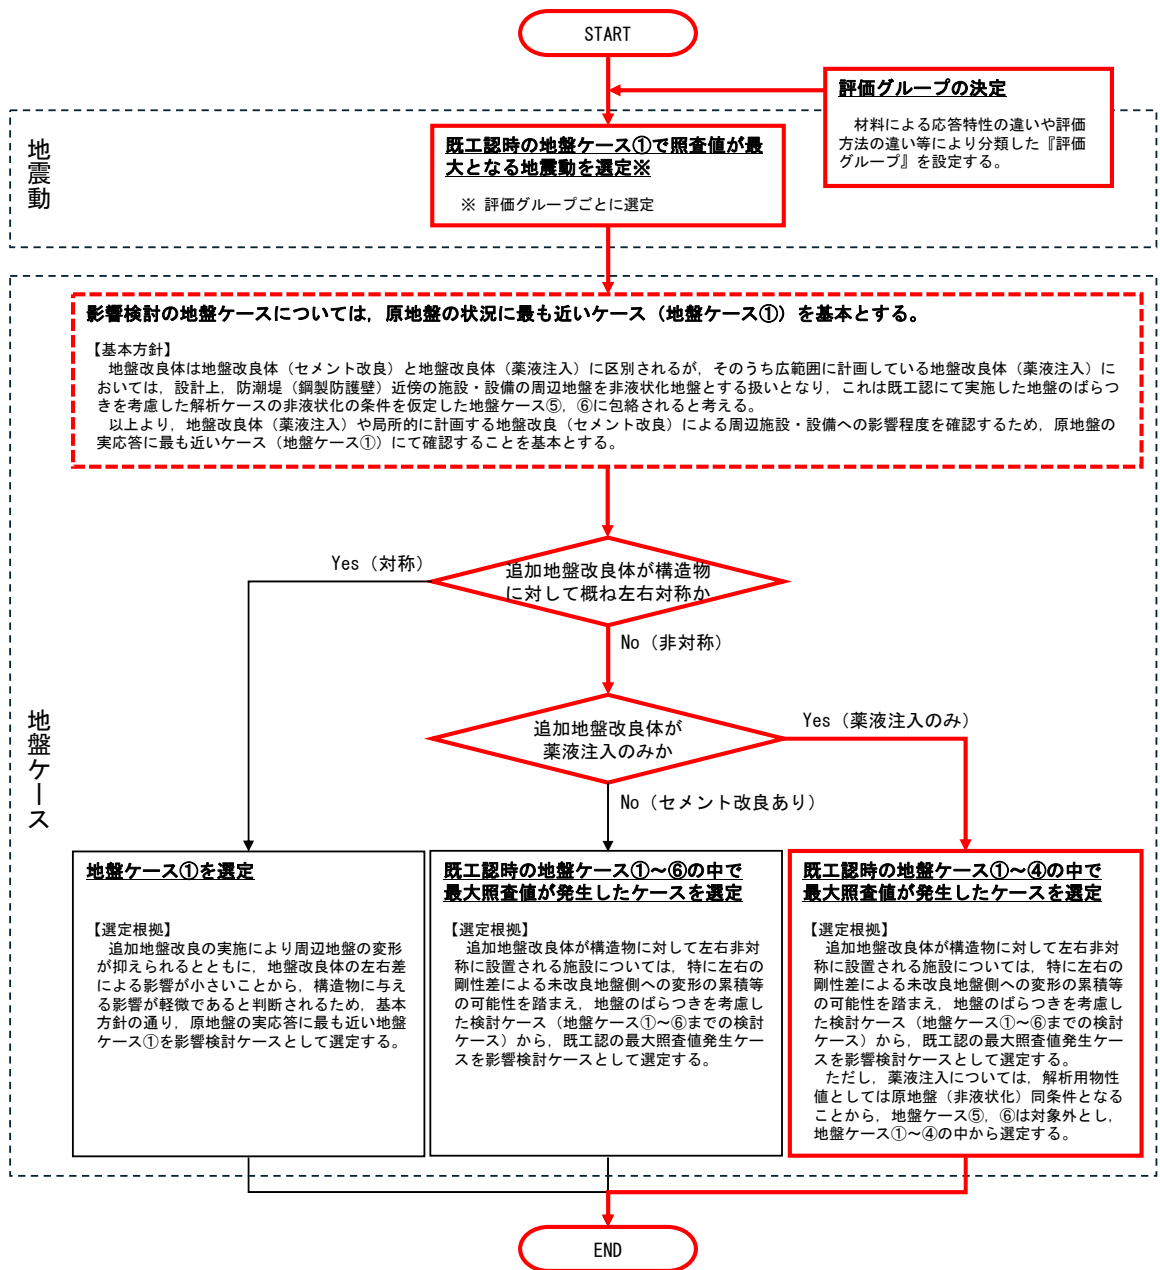 START
評価グループの決定
材料による応答特性の違いや評価
方法の違い等により分類した『評価
グループ』を設定する。
地震動
既工認時の地盤ケース①で照査値が最
大となる地震動を選定※
※ 評価グループごとに選定
影響検討の地盤ケースについては，原地盤の状況に最も近いケース（地盤ケース①）を基本とする。
【基本方針】
地盤改良体は地盤改良体（セメント改良）と地盤改良体（薬液注入）に区別されるが，そのうち広範囲に計画している地盤改良体（薬液注入）に
おいては，設計上，防潮堤（鋼製防護壁）近傍の施設・設備の周辺地盤を非液状化地盤とする扱いとなり，これは既工認にて実施した地盤のばらつ
きを考慮した解析ケースの非液状化の条件を仮定した地盤ケース⑤，⑥に包絡されると考える。
以上より，地盤改良体（薬液注入）や局所的に計画する地盤改良（セメント改良）による周辺施設・設備への影響程度を確認するため，原地盤の
実応答に最も近いケース（地盤ケース①）にて確認することを基本とする。
地盤ケース
追加地盤改良体が構造物
に対して概ね左右対称か
Yes（対称）
No（非対称）
追加地盤改良体が
薬液注入のみか
Yes（薬液注入のみ）
No（セメント改良あり）
地盤ケース①を選定
【選定根拠】
追加地盤改良の実施により周辺地盤の変形
が抑えられるとともに，地盤改良体の左右差
による影響が小さいことから，構造物に与え
る影響が軽微であると判断されるため，基本
方針の通り，原地盤の実応答に最も近い地盤
ケース①を影響検討ケースとして選定する。
既工認時の地盤ケース①～⑥の中で
最大照査値が発生したケースを選定
【選定根拠】
追加地盤改良体が構造物に対して左右非対
称に設置される施設については，特に左右の
剛性差による未改良地盤側への変形の累積等
の可能性を踏まえ，地盤のばらつきを考慮し
た検討ケース（地盤ケース①～⑥までの検討
ケース）から，既工認の最大照査値発生ケー
スを影響検討ケースとして選定する。
既工認時の地盤ケース①～④の中で
最大照査値が発生したケースを選定
【選定根拠】
追加地盤改良体が構造物に対して左右非対
称に設置される施設については，特に左右の
剛性差による未改良地盤側への変形の累積等
の可能性を踏まえ，地盤のばらつきを考慮し
た検討ケース（地盤ケース①～⑥までの検討
ケース）から，既工認の最大照査値発生ケー
スを影響検討ケースとして選定する。
ただし，薬液注入については，解析用物性
値としては原地盤（非液状化）同条件となる
ことから，地盤ケース⑤，⑥は対象外とし，
地盤ケース①～④の中から選定する。
END